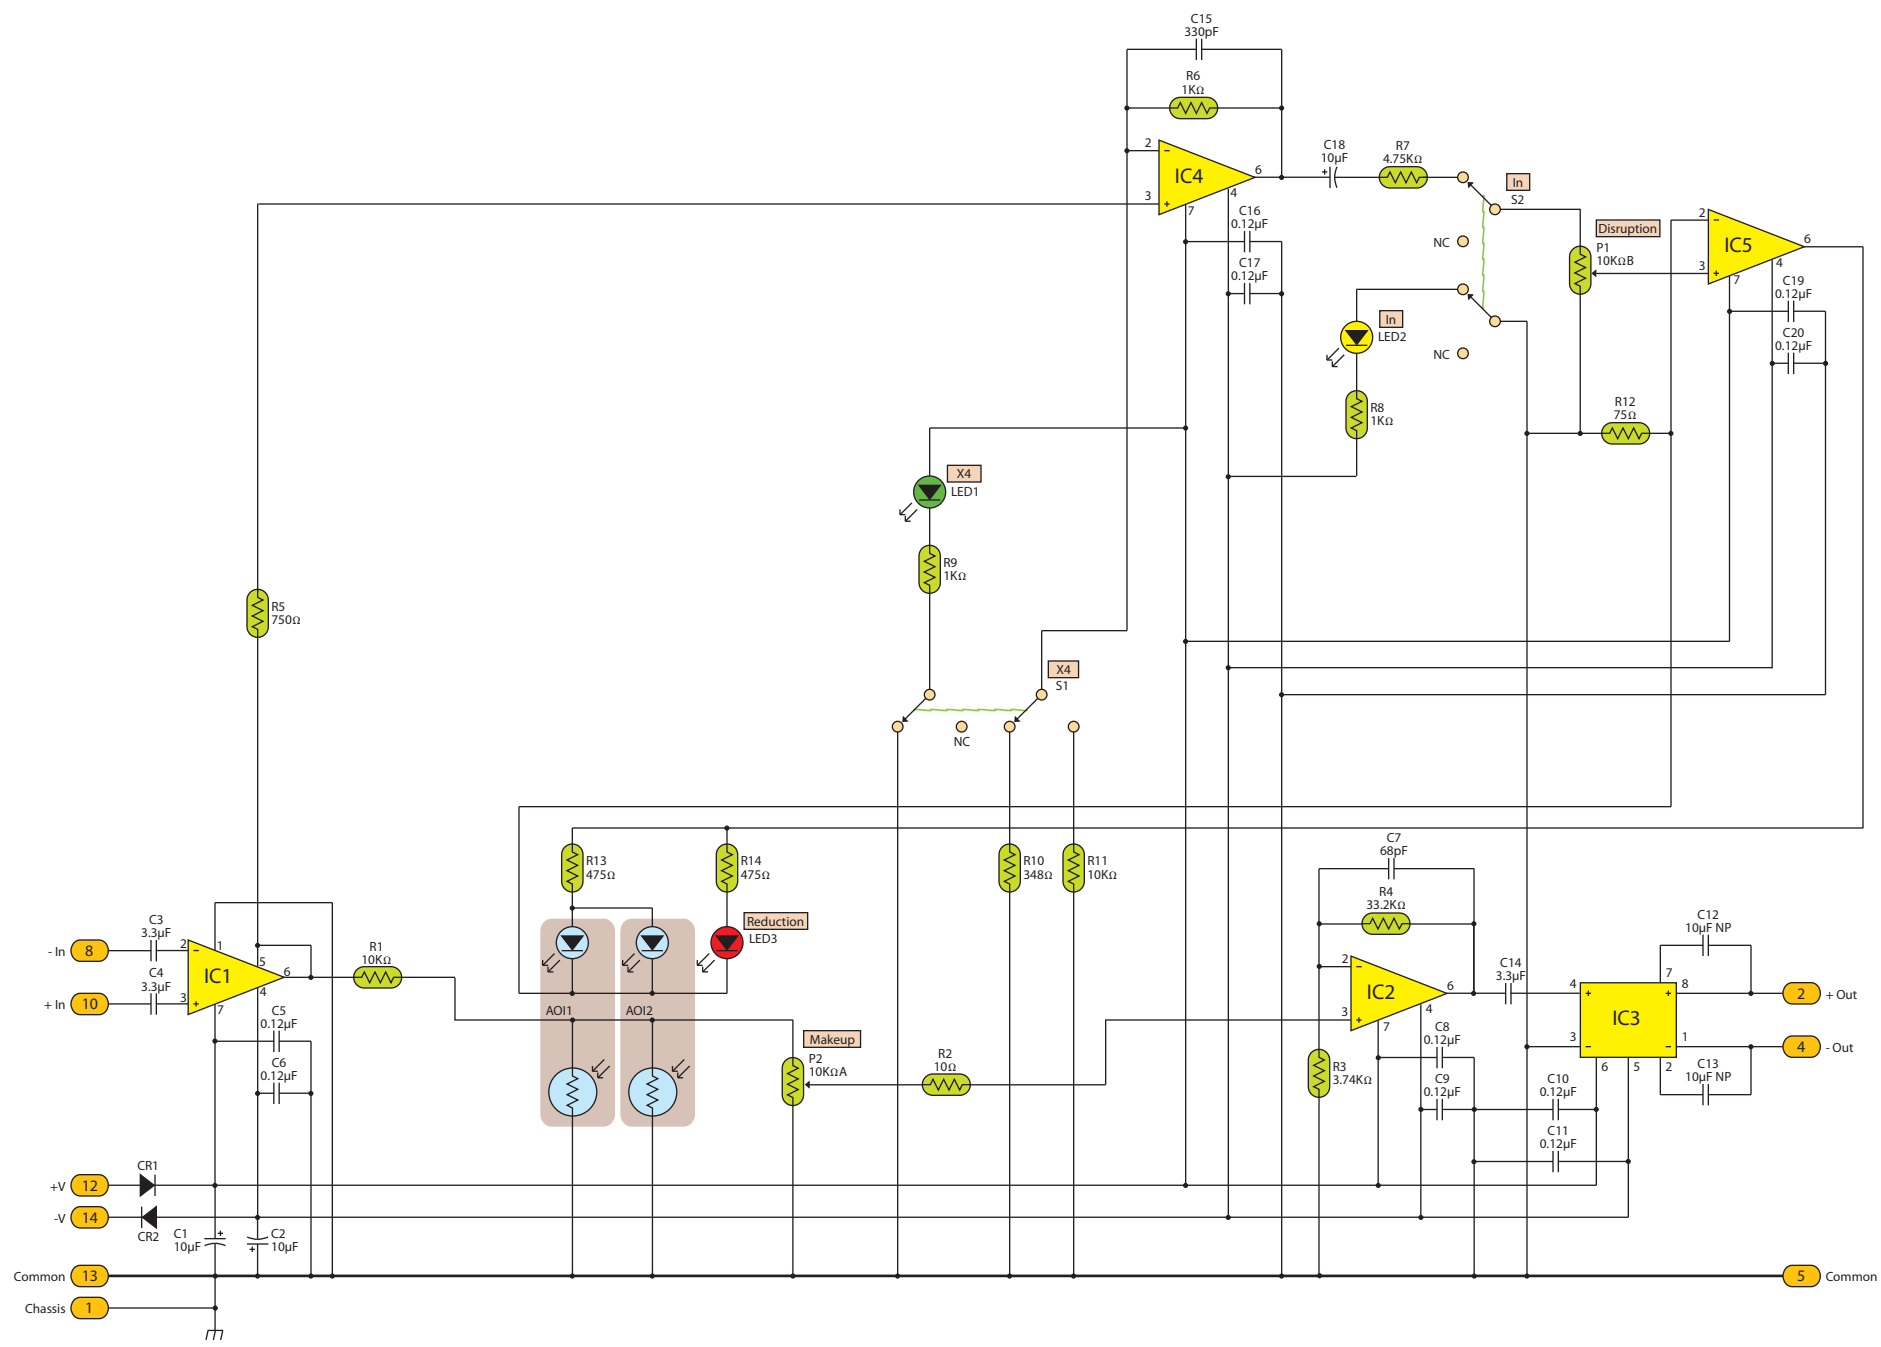 C15
330pF
R6
1KΩ
2
−
IC4
6
3
+
4
7
C18
10µF
+
R7
4.75KΩ
In
S2
C16
0.12µF
C17
0.12µF
NC
Disruption
P1
10KΩB
2
−
IC5
6
3
+
4
7
C19
0.12µF
C20
0.12µF
In
LED2
NC
R8
1KΩ
R12
75Ω
X4
LED1
R9
1KΩ
R5
750Ω
X4
S1
NC
R13
475Ω
R14
475Ω
R10
348Ω
R11
10KΩ
C7
68pF
R4
33.2KΩ
Reduction
LED3
- In
8
C3
3.3µF
2
−
1
IC1
5
6
+ In
10
C4
3.3µF
3
+
4
7
R1
10KΩ
C5
0.12µF
C6
0.12µF
AOI1
AOI2
Makeup
P2
10KΩA
R2
10Ω
2
−
IC2
6
3
+
4
7
C14
3.3µF
C12
10µF NP
7
4
+
+
8
IC3
3
−
−
1
6
5
2
2
+ Out
4
- Out
C13
10µF NP
R3
3.74KΩ
C8
0.12µF
C9
0.12µF
C10
0.12µF
C11
0.12µF
+V
12
CR1
-V
14
CR2
C1
10µF
+
C2
10µF
+
Common
13
5
Common
Chassis
1